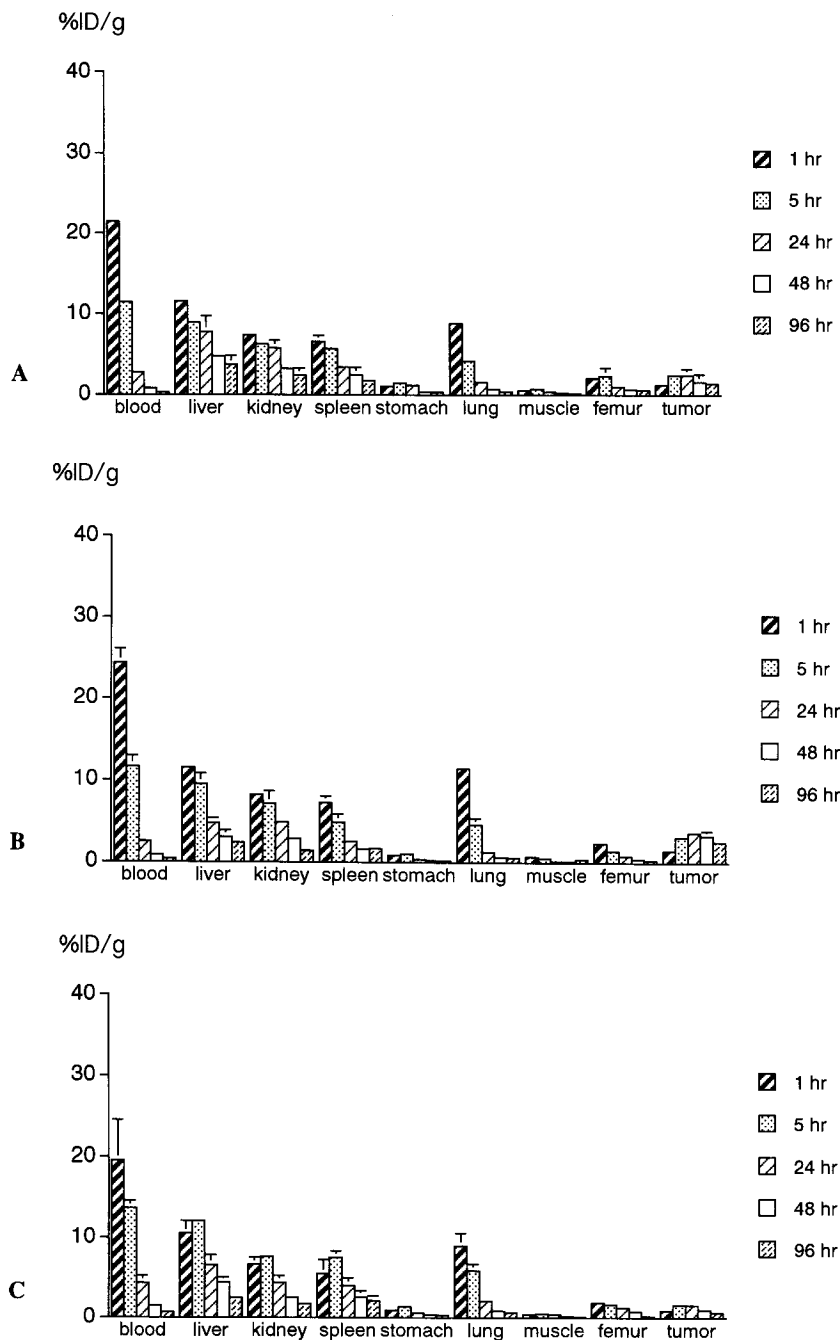 %ID/g
40
30
20
10
0
A
blood liver kidney spleen stomach lung muscle femur tumor
1 hr
5 hr
24 hr
48 hr
96 hr
%ID/g
40
30
20
10
0
B
blood liver kidney spleen stomach lung muscle femur tumor
1 hr
5 hr
24 hr
48 hr
96 hr
%ID/g
40
30
20
10
0
C
blood liver kidney spleen stomach lung muscle femur tumor
1 hr
5 hr
24 hr
48 hr
96 hr